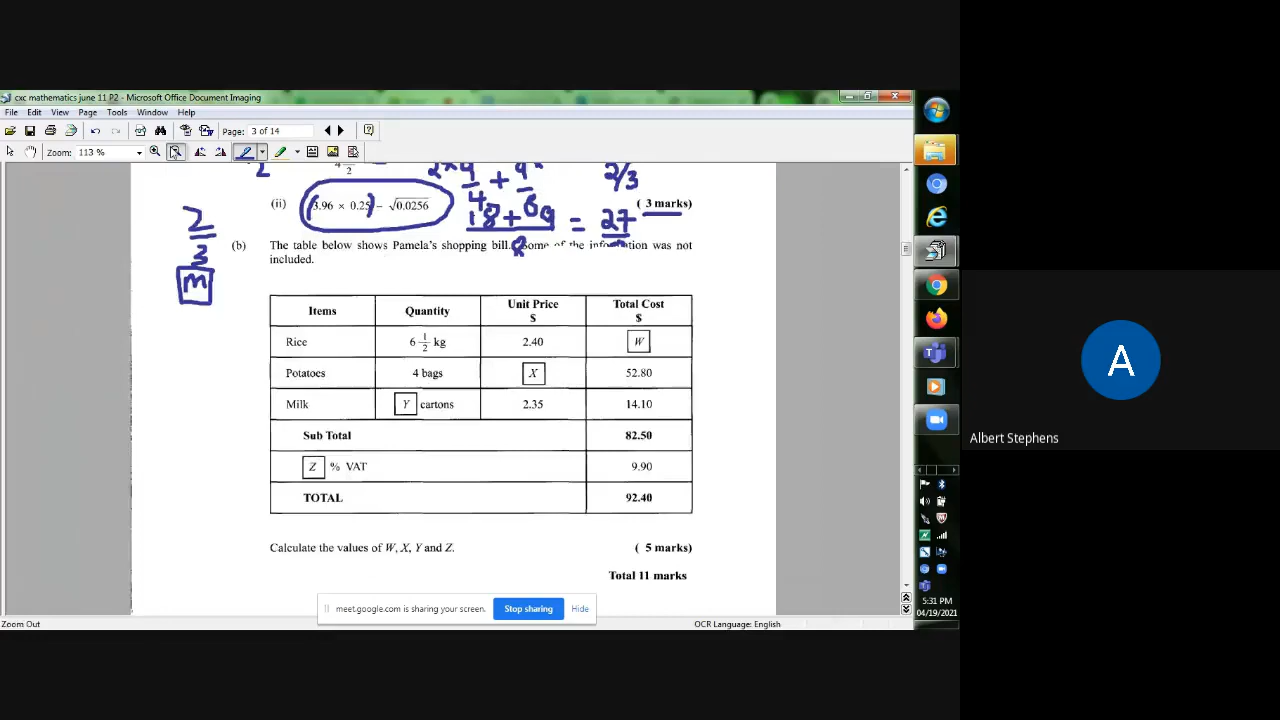 cxc mathematics june 11 P2 - Microsoft Office Document Imaging
File Edit View Page Tools Window Help
Page: 3 of 14
Zoom: 113 %
2/3
(ii) 3.96 × 0.25 - √0.0256 ( 3 marks)
18 + 9 = 27
8
2
3
m
(b) The table below shows Pamela's shopping bill. Some of the information was not
included.
Items Quantity Unit Price $ Total Cost $
Rice 6 1/2 kg 2.40 W
Potatoes 4 bags X 52.80
Milk Y cartons 2.35 14.10
Sub Total 82.50
Z % VAT 9.90
TOTAL 92.40
Calculate the values of W, X, Y and Z. ( 5 marks)
Total 11 marks
meet.google.com is sharing your screen. Stop sharing Hide
Zoom Out OCR Language: English
5:31 PM
04/19/2021
A
Albert Stephens